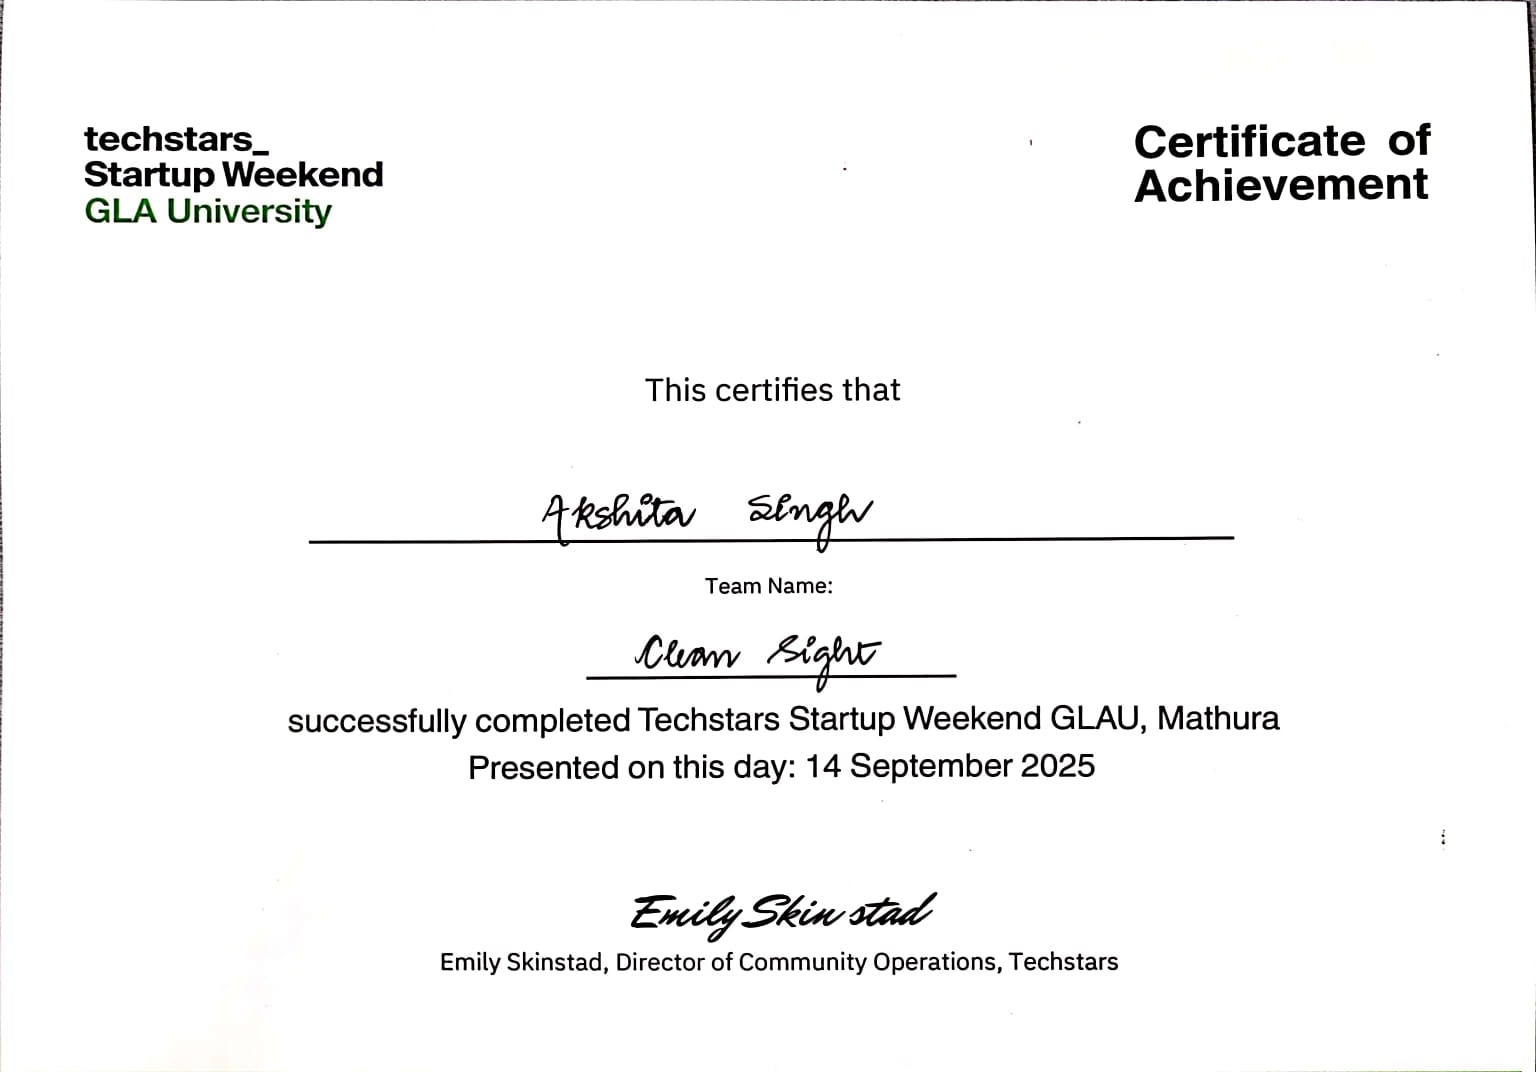 techstars_
Startup Weekend
GLA University
Certificate of
Achievement
This certifies that
Akshita Singh
Team Name:
Clean Sight
successfully completed Techstars Startup Weekend GLAU, Mathura
Presented on this day: 14 September 2025
Emily Skinstad
Emily Skinstad, Director of Community Operations, Techstars